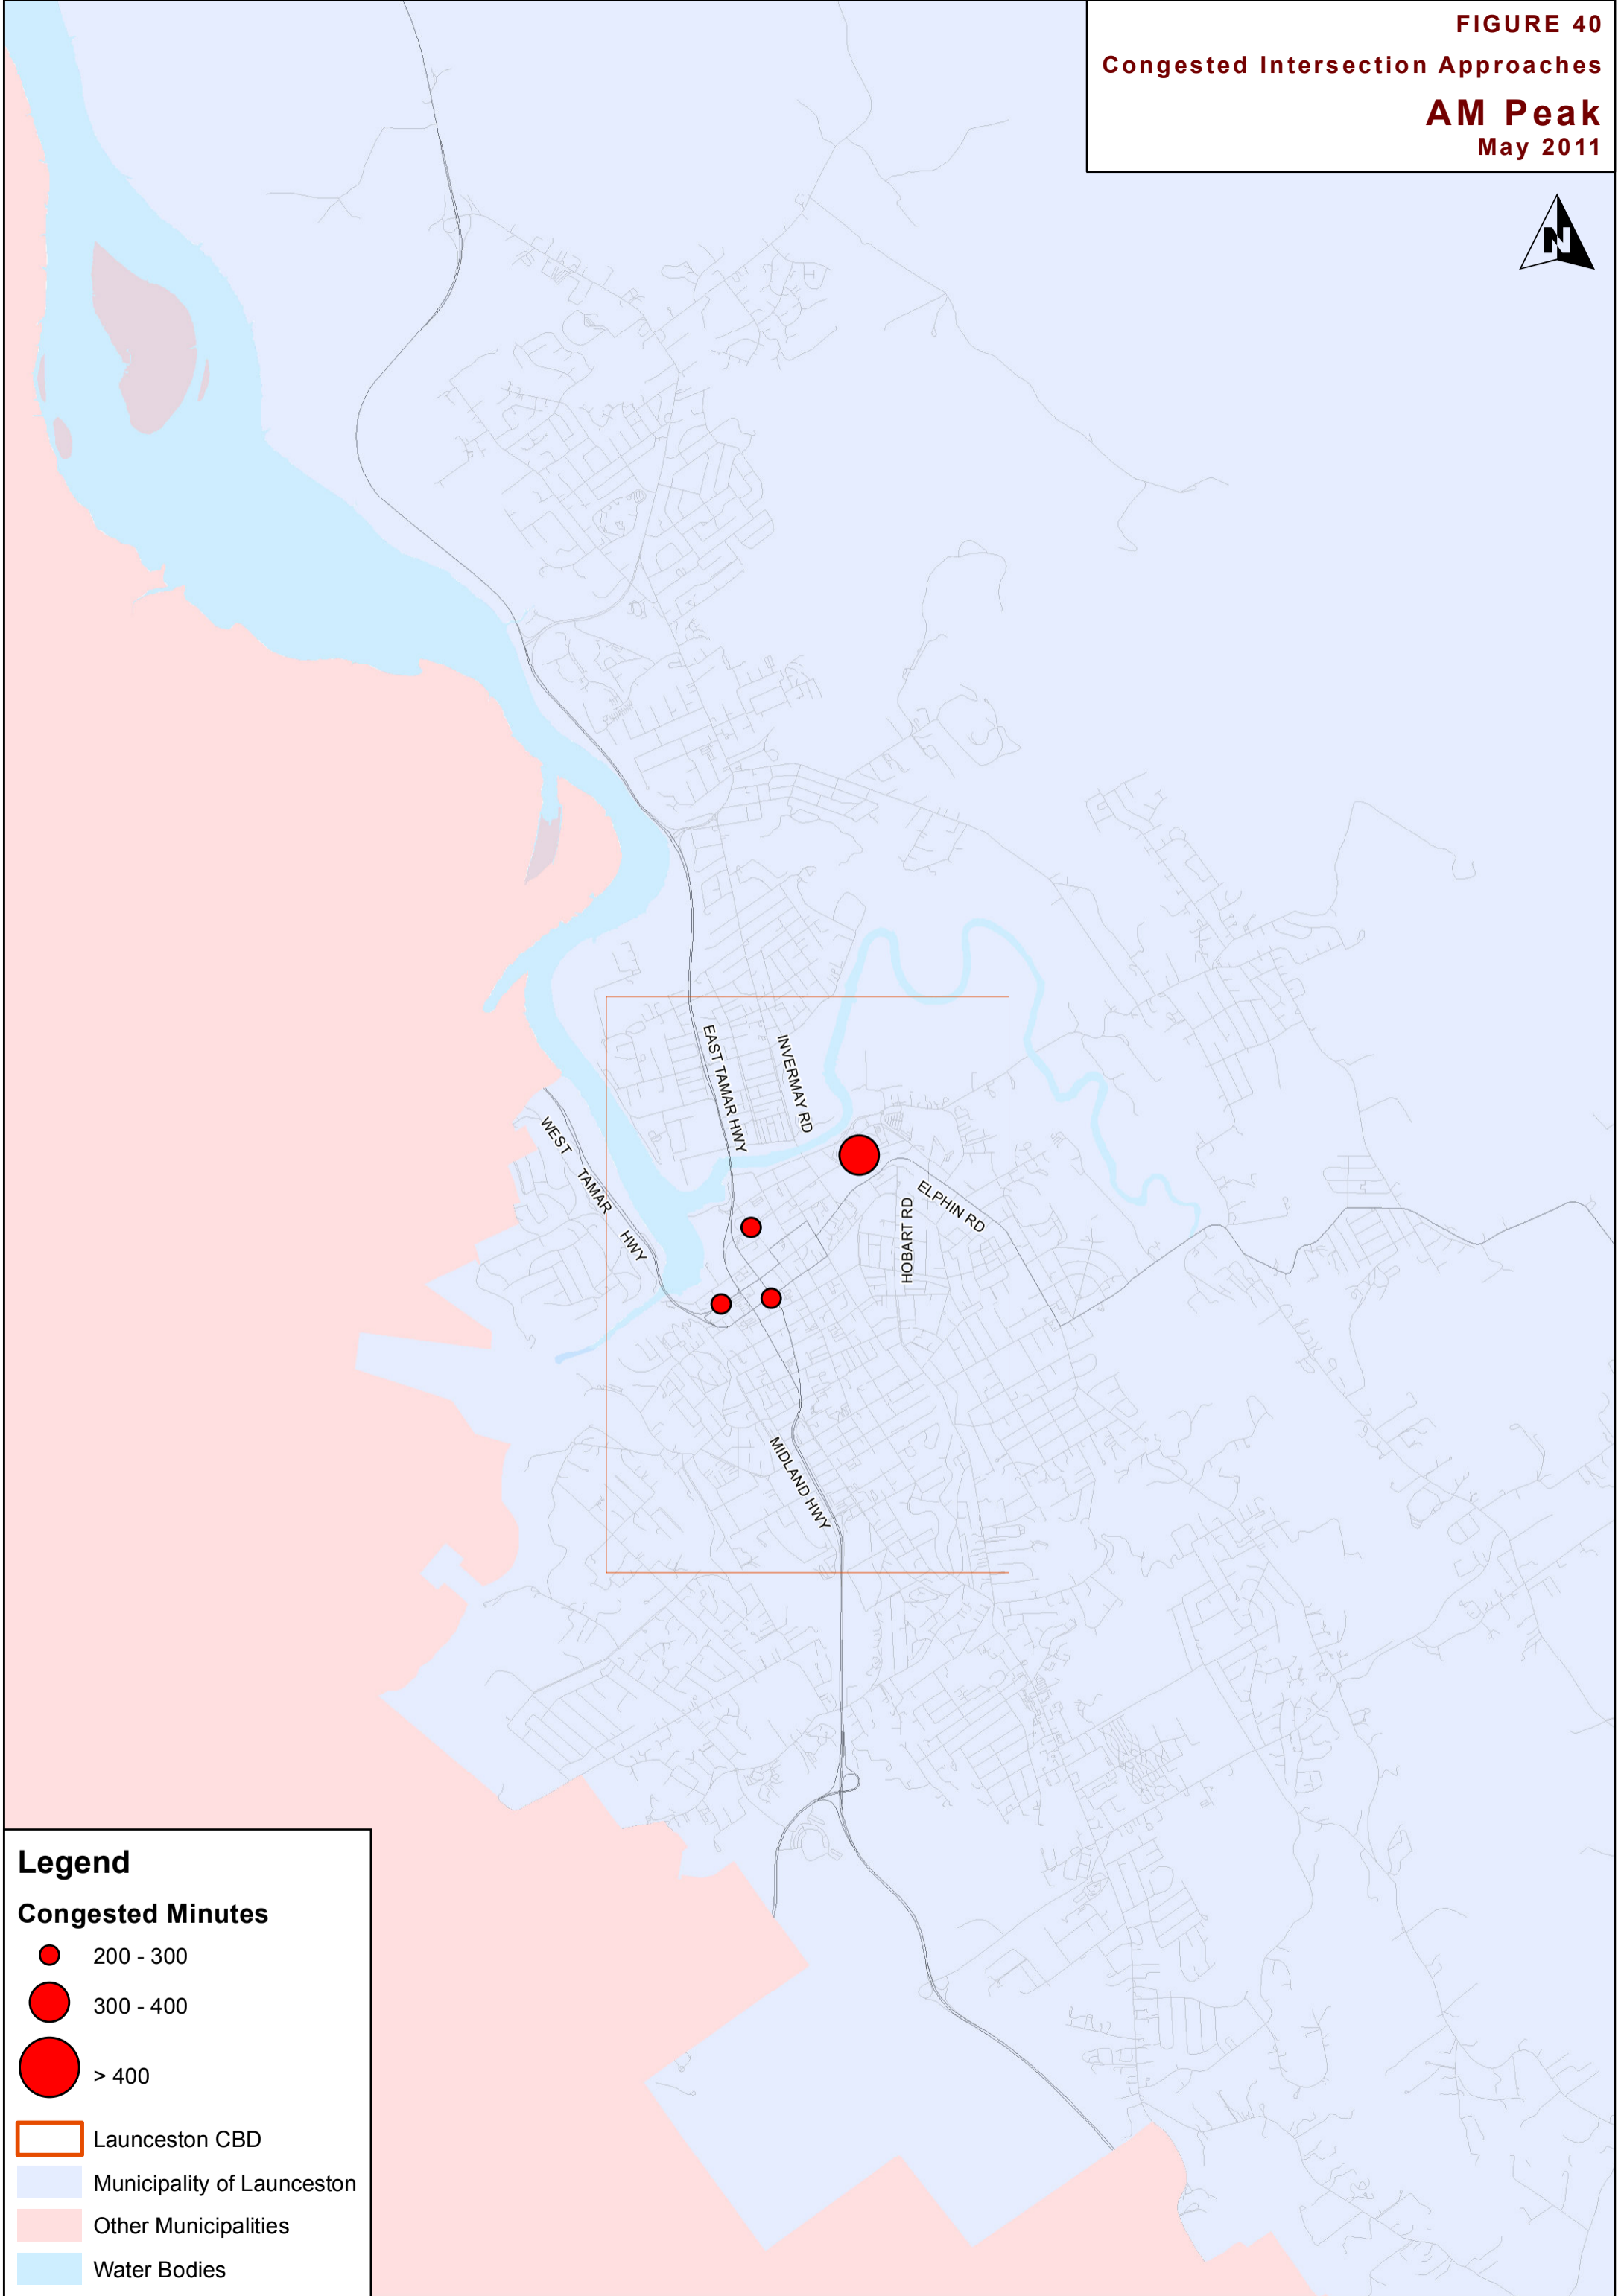 FIGURE 40
Congested Intersection Approaches
AM Peak
May 2011
N
EAST TAMAR HWY
INVERMAY RD
WEST TAMAR HWY
ELPHIN RD
HOBART RD
MIDLAND HWY
Legend
Congested Minutes
200 - 300
300 - 400
> 400
Launceston CBD
Municipality of Launceston
Other Municipalities
Water Bodies